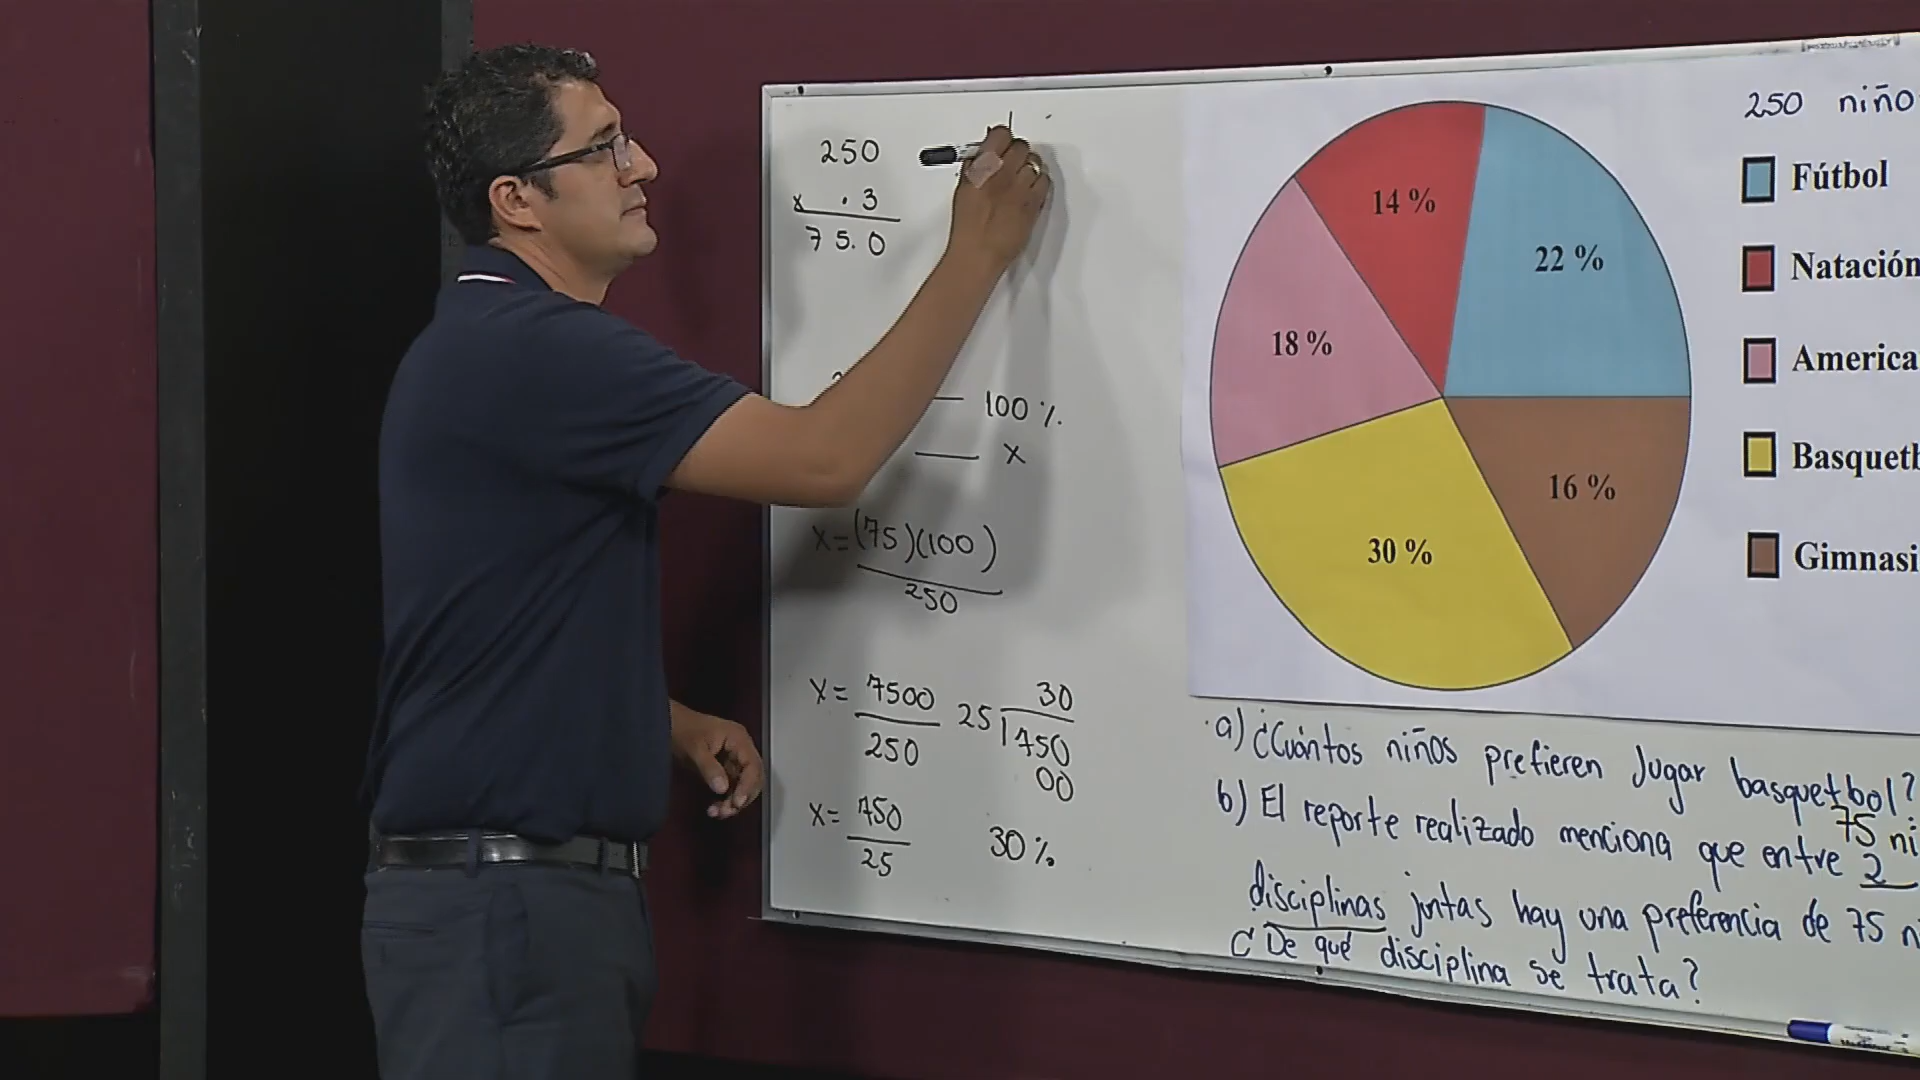 250
x .3
75.0
100 %.
x
x= (75)(100)
250
x= 7500
250
30
25 750
00
x= 750
25
30 %
250 niño
14 %
22 %
18 %
30 %
16 %
Fútbol
Natación
America
Basquetb
Gimnasi
a) ¿Cuántos niños prefieren Jugar basquetbol?
75 ni
b) El reporte realizado menciona que entre 2
disciplinas juntas hay una preferencia de 75 n
¿De qué disciplina se trata?